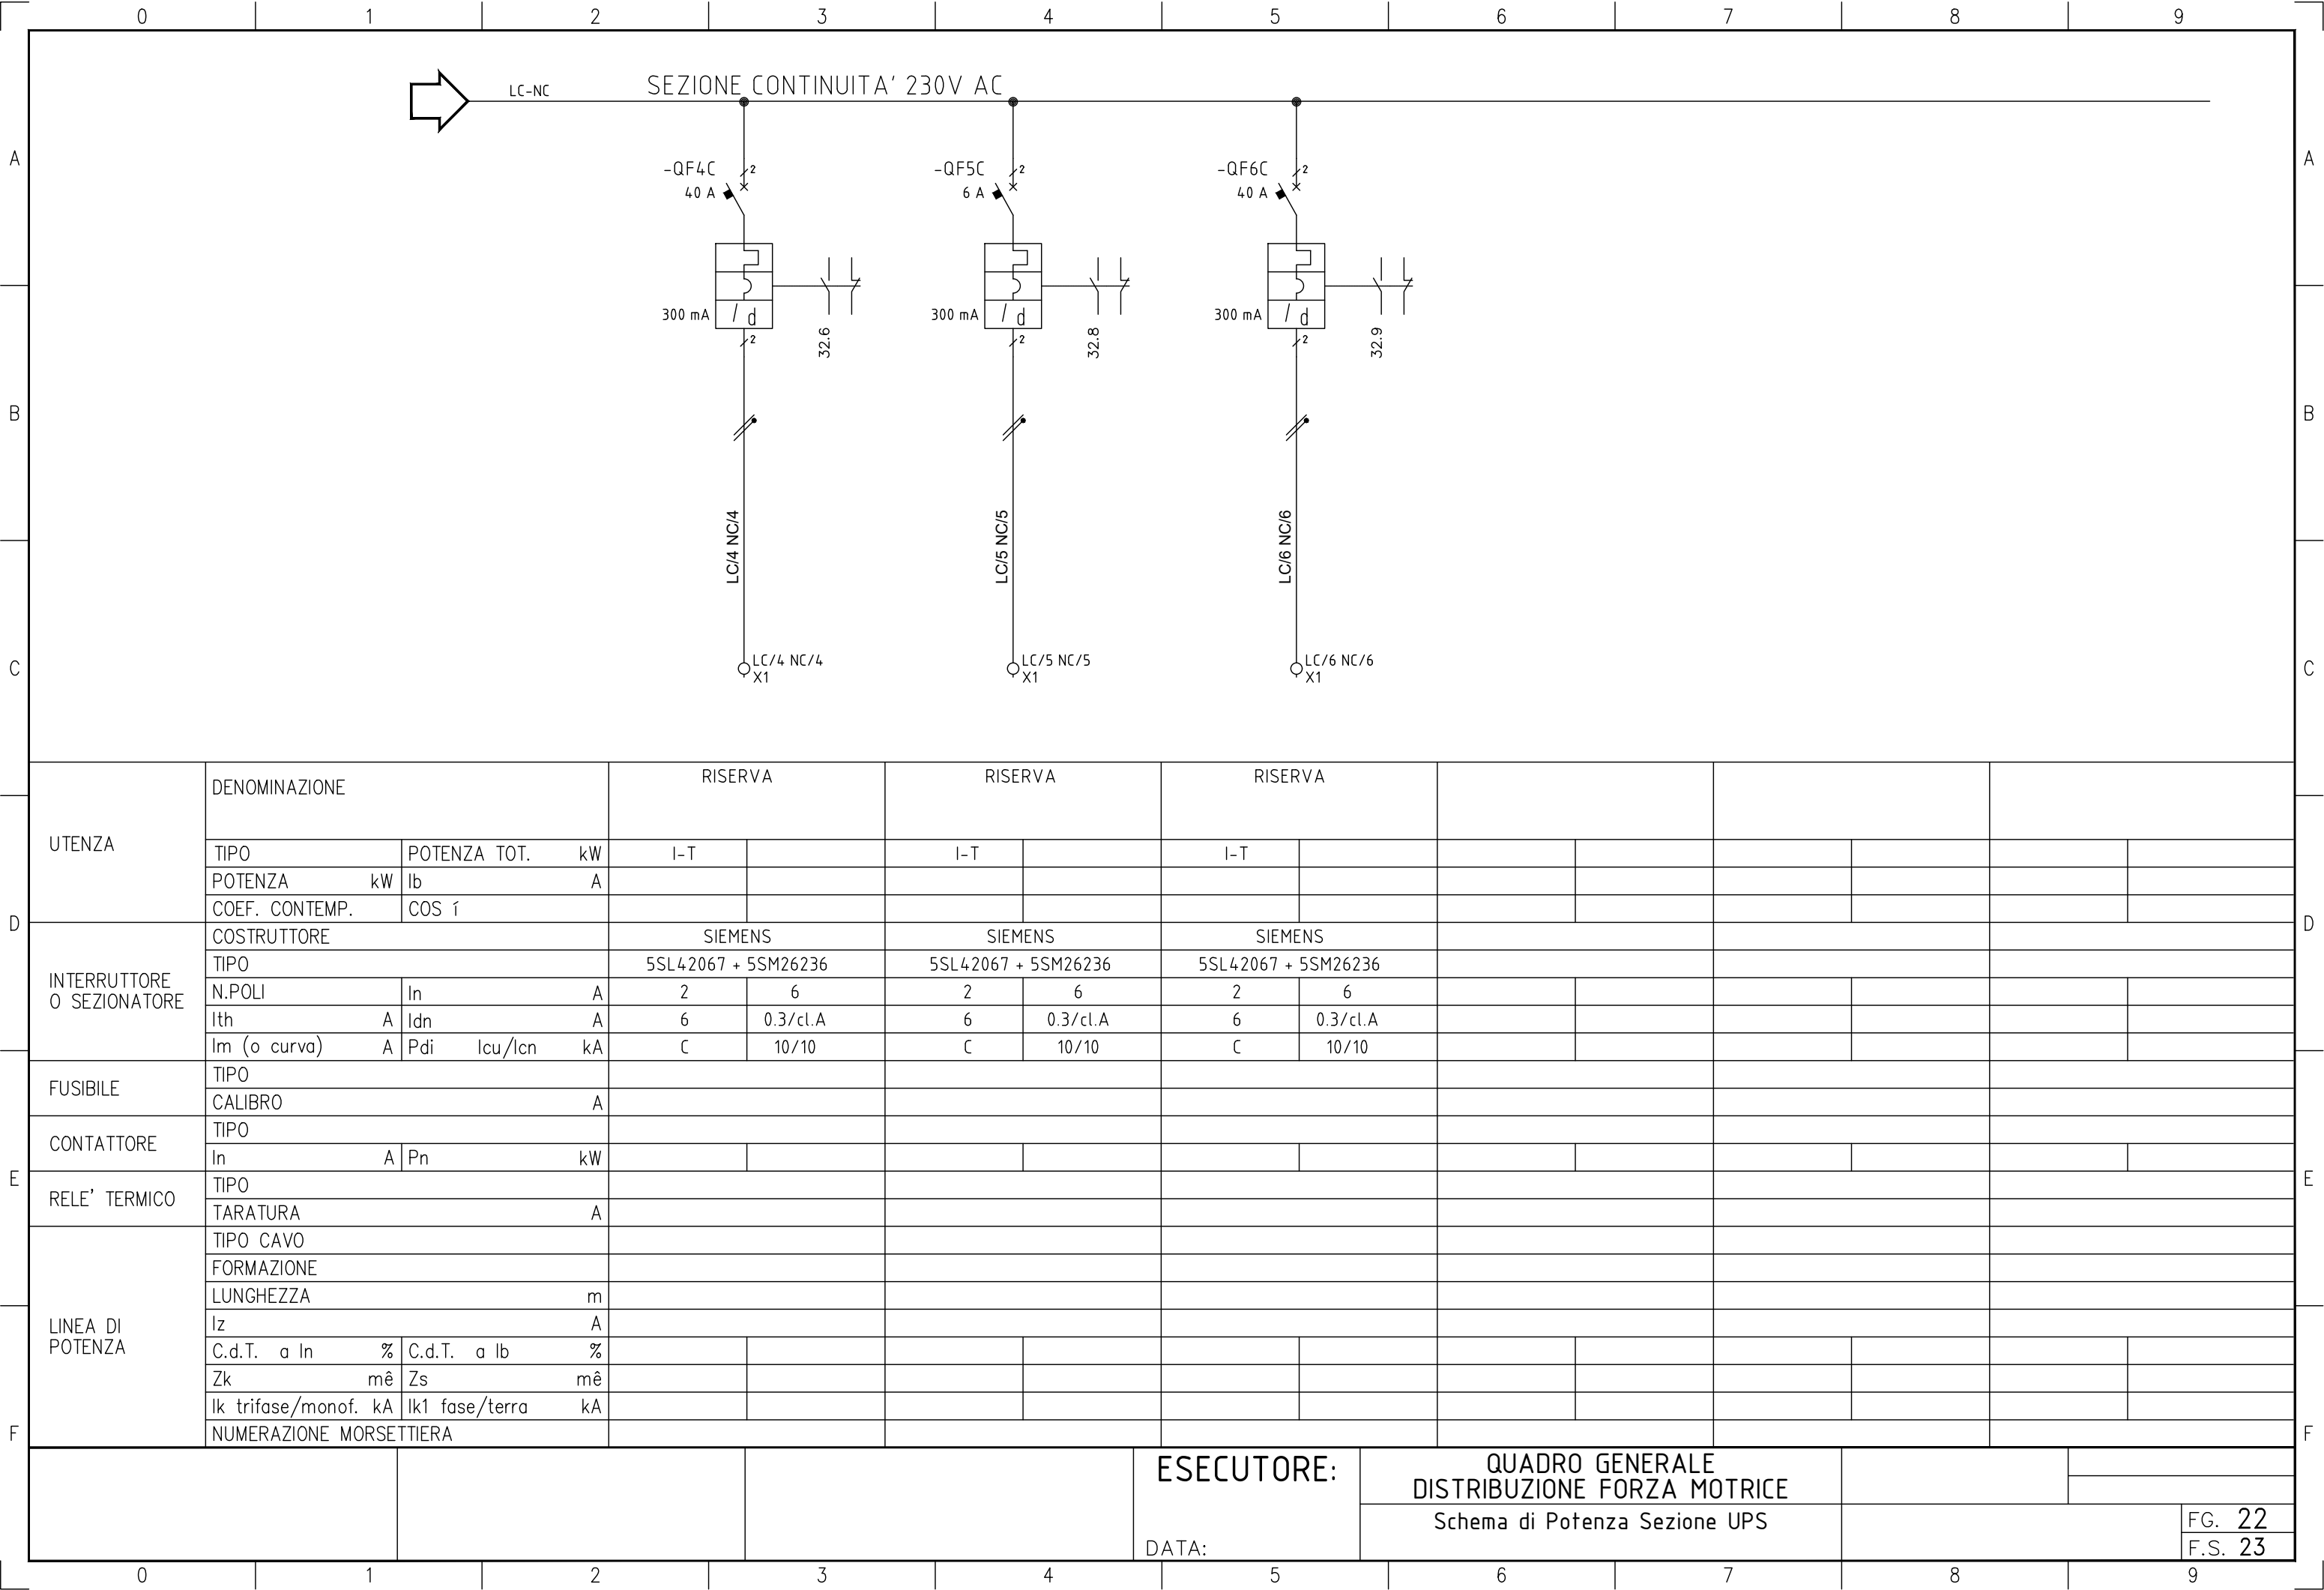 0 1 2 3 4 5 6 7 8 9
LC-NC
SEZIONE CONTINUITA' 230V AC
A A
-QF4C 2 -QF5C 2 -QF6C 2
40 A 6 A 40 A
300 mA I d 300 mA I d 300 mA I d
2 2 2
32.6 32.8 32.9
B B
LC/4 NC/4 LC/5 NC/5 LC/6 NC/6
LC/4 NC/4 LC/5 NC/5 LC/6 NC/6
C C
X1 X1 X1
UTENZA
DENOMINAZIONE RISERVA RISERVA RISERVA
TIPO POTENZA TOT. kW I-T I-T I-T
POTENZA kW Ib A
COEF. CONTEMP. COS í
D D
INTERRUTTORE
O SEZIONATORE
COSTRUTTORE SIEMENS SIEMENS SIEMENS
TIPO 5SL42067 + 5SM26236 5SL42067 + 5SM26236 5SL42067 + 5SM26236
N.POLI In A 2 6 2 6 2 6
Ith A Idn A 6 0.3/cl.A 6 0.3/cl.A 6 0.3/cl.A
Im (o curva) A Pdi Icu/Icn kA C 10/10 C 10/10 C 10/10
FUSIBILE
TIPO
CALIBRO A
CONTATTORE
TIPO
In A Pn kW
E E
RELE' TERMICO
TIPO
TARATURA A
LINEA DI
POTENZA
TIPO CAVO
FORMAZIONE
LUNGHEZZA m
Iz A
C.d.T. a In % C.d.T. a Ib %
Zk mê Zs mê
Ik trifase/monof. kA Ik1 fase/terra kA
F F
NUMERAZIONE MORSETTIERA
ESECUTORE:
DATA:
QUADRO GENERALE
DISTRIBUZIONE FORZA MOTRICE
Schema di Potenza Sezione UPS
FG. 22
F.S. 23
0 1 2 3 4 5 6 7 8 9